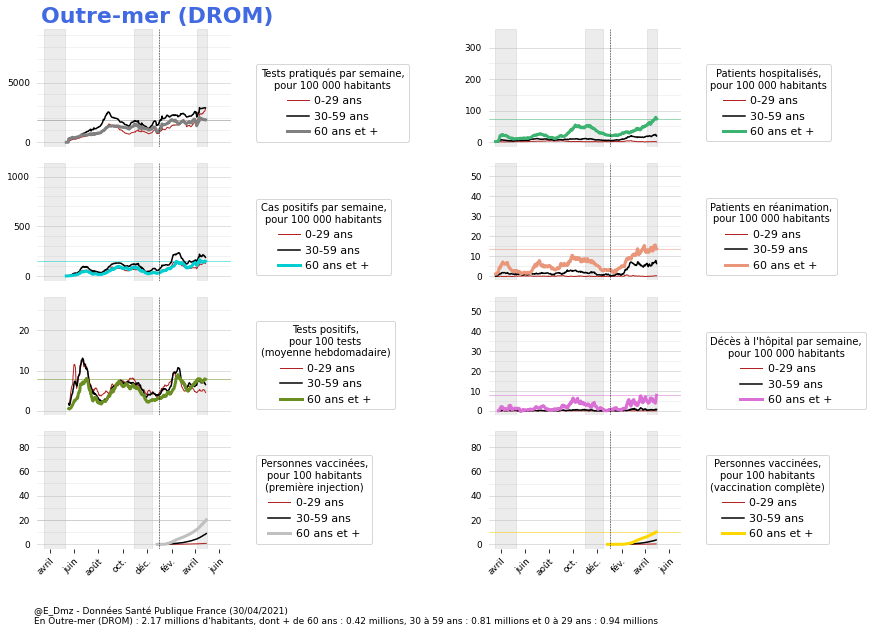 Outre-mer (DROM)
5000
0
Tests pratiqués par semaine,
pour 100 000 habitants
0-29 ans
30-59 ans
60 ans et +
300
200
100
0
Patients hospitalisés,
pour 100 000 habitants
0-29 ans
30-59 ans
60 ans et +
1000
500
0
Cas positifs par semaine,
pour 100 000 habitants
0-29 ans
30-59 ans
60 ans et +
50
40
30
20
10
0
Patients en réanimation,
pour 100 000 habitants
0-29 ans
30-59 ans
60 ans et +
20
10
0
Tests positifs,
pour 100 tests
(moyenne hebdomadaire)
0-29 ans
30-59 ans
60 ans et +
50
40
30
20
10
0
Décès à l'hôpital par semaine,
pour 100 000 habitants
0-29 ans
30-59 ans
60 ans et +
80
60
40
20
0
avril juin août oct. déc. fév. avril juin
Personnes vaccinées,
pour 100 habitants
(première injection)
0-29 ans
30-59 ans
60 ans et +
80
60
40
20
0
avril juin août oct. déc. fév. avril juin
Personnes vaccinées,
pour 100 habitants
(vaccination complète)
0-29 ans
30-59 ans
60 ans et +
@E_Dmz - Données Santé Publique France (30/04/2021)
En Outre-mer (DROM) : 2.17 millions d'habitants, dont + de 60 ans : 0.42 millions, 30 à 59 ans : 0.81 millions et 0 à 29 ans : 0.94 millions